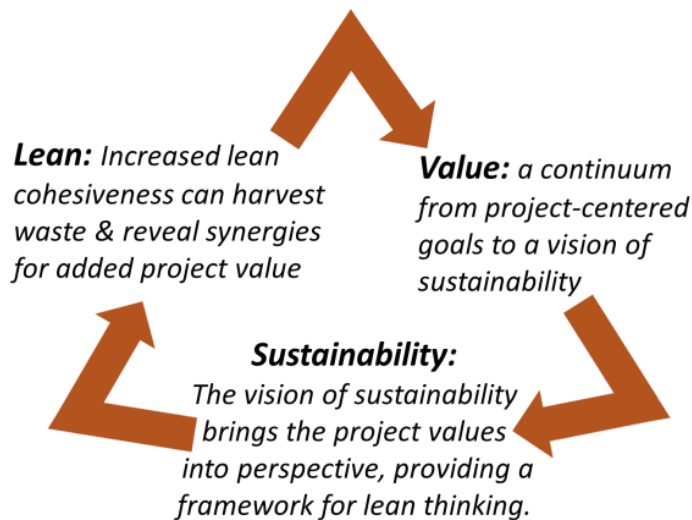 Lean: Increased lean
cohesiveness can harvest
waste & reveal synergies
for added project value
Value: a continuum
from project-centered
goals to a vision of
sustainability
Sustainability:
The vision of sustainability
brings the project values
into perspective, providing a
framework for lean thinking.